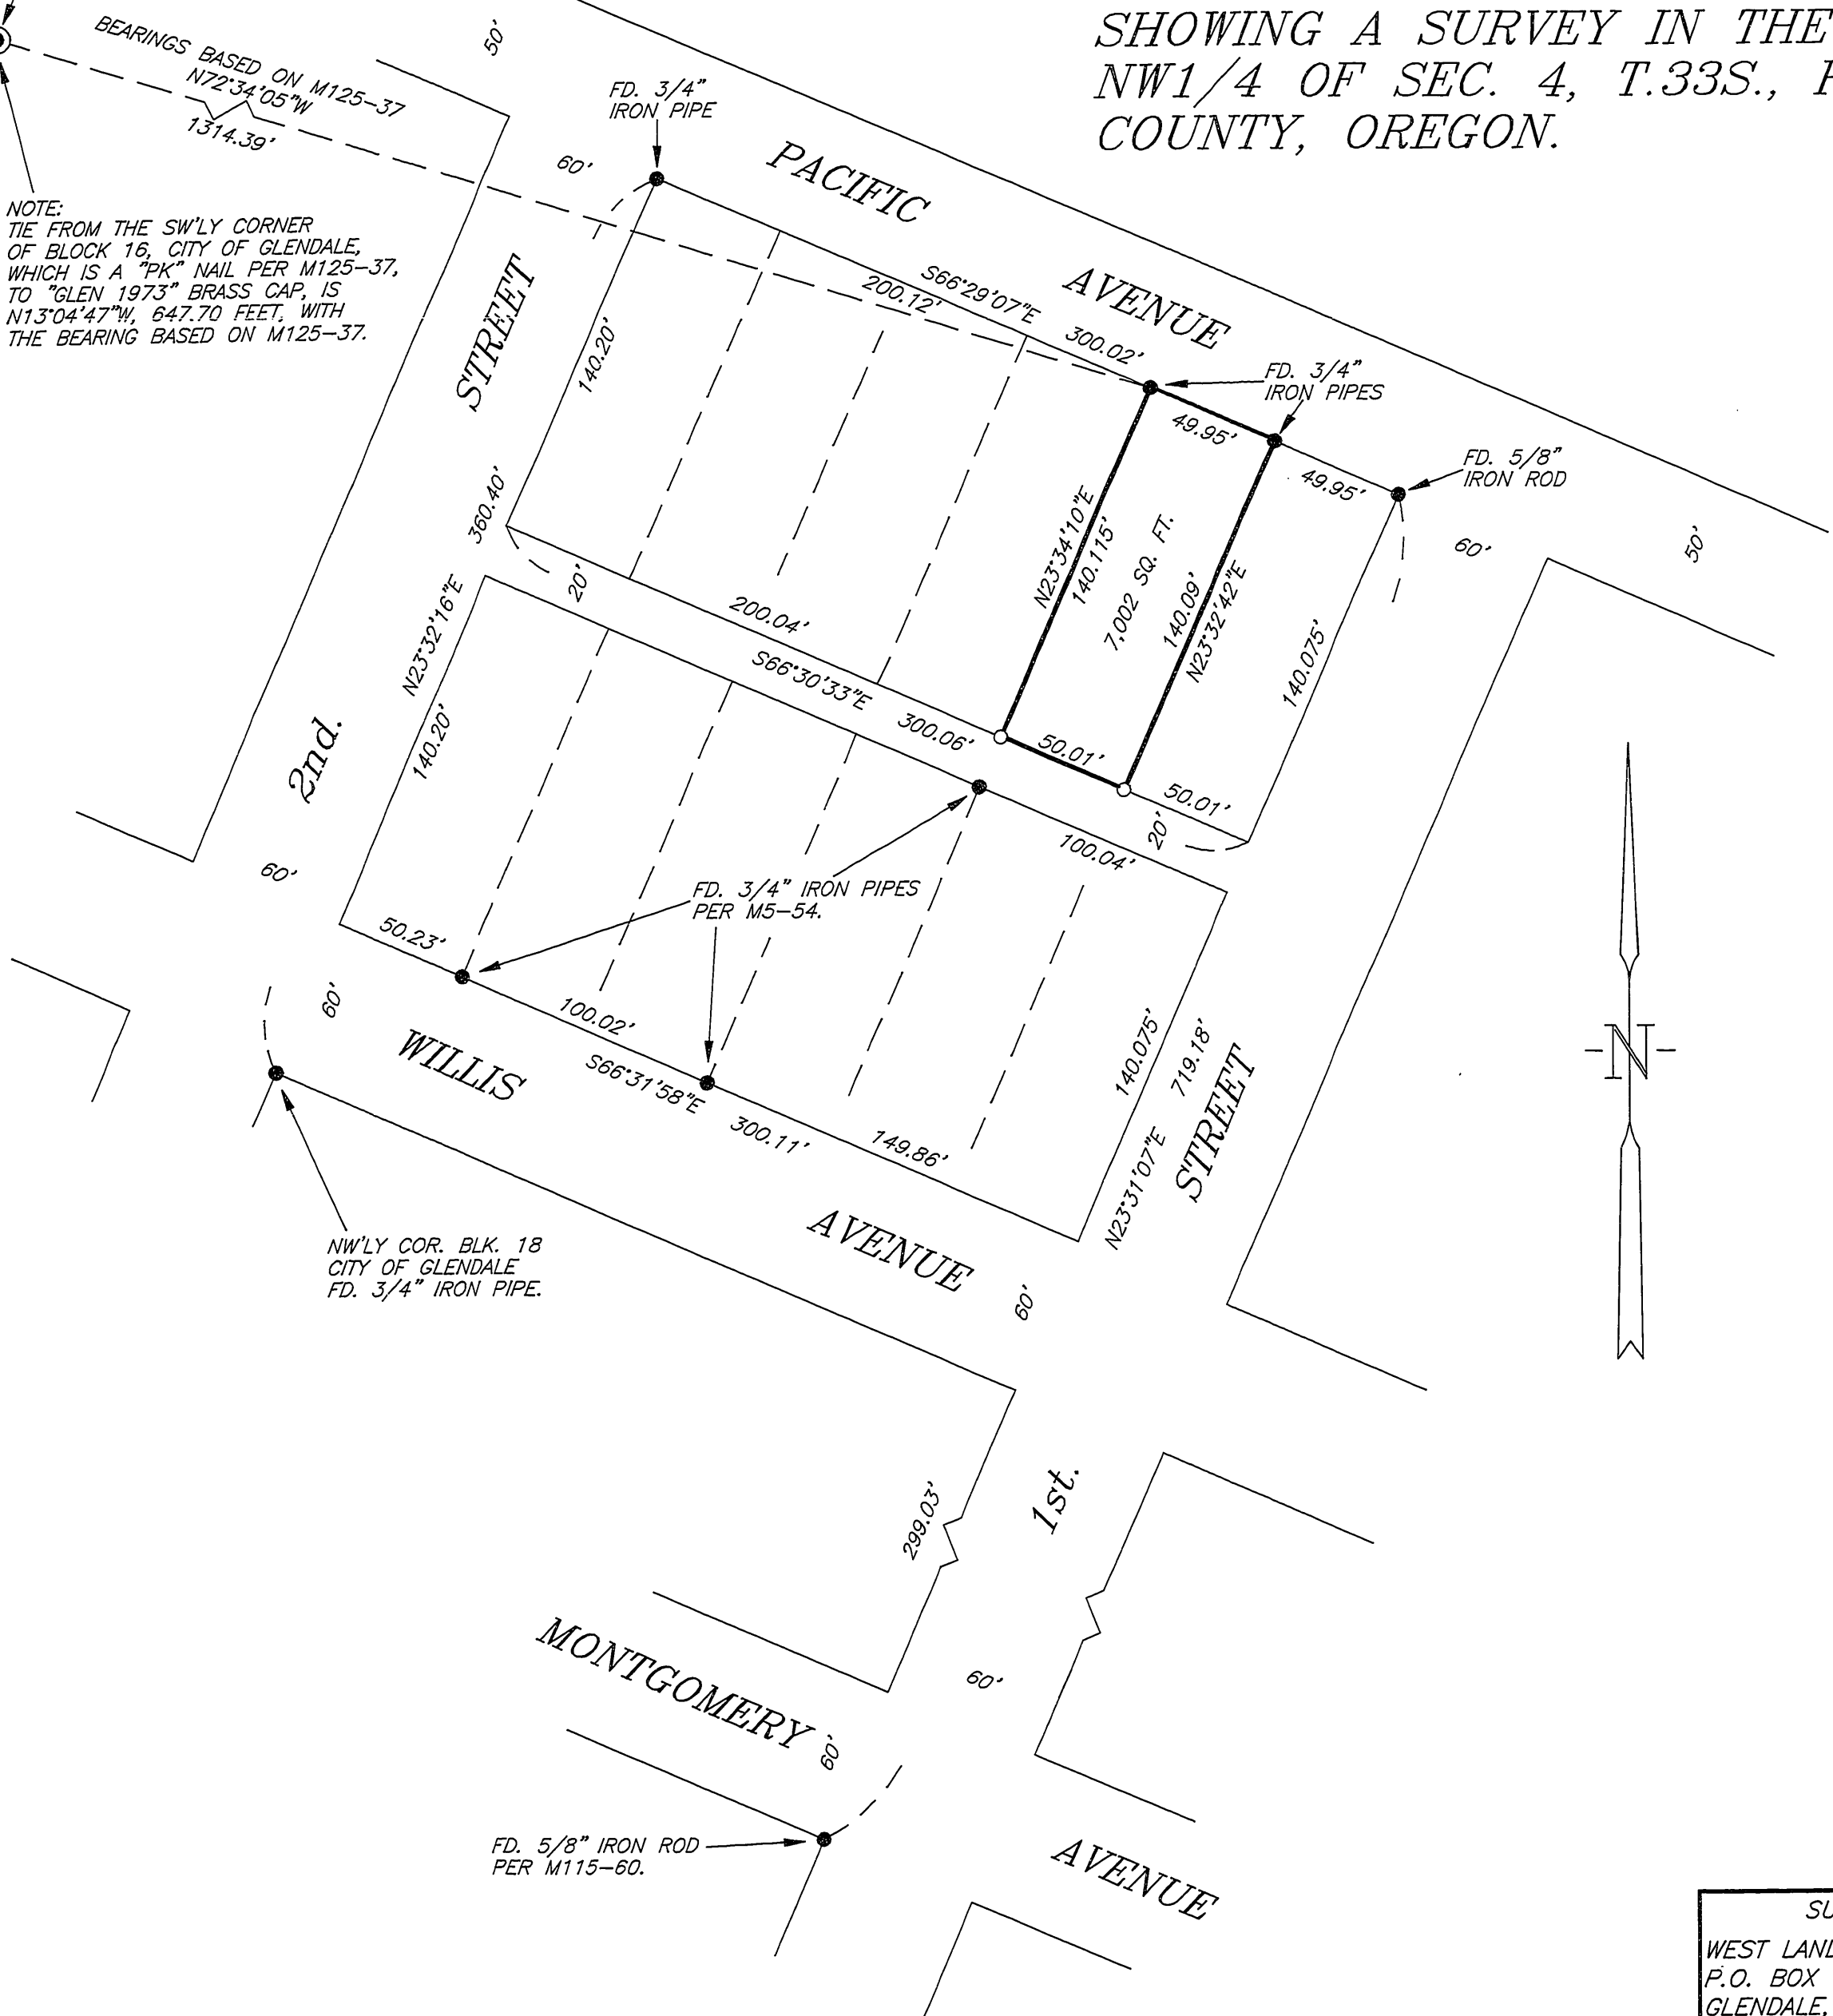 SHOWING A SURVEY IN THE
NW1/4 OF SEC. 4, T.33S.,
COUNTY, OREGON.
50'
BEARINGS BASED ON M125-37
N72°34'05"W
1314.39'
FD. 3/4"
IRON PIPE
60'
PACIFIC
AVENUE
NOTE:
TIE FROM THE SW'LY CORNER
OF BLOCK 16, CITY OF GLENDALE,
WHICH IS A "PK" NAIL PER M125-37,
TO "GLEN 1973" BRASS CAP, IS
N13°04'47"W, 647.70 FEET, WITH
THE BEARING BASED ON M125-37.
STREET
140.20'
200.12'
S66°29'07"E
300.02'
FD. 3/4"
IRON PIPES
49.95'
49.95'
FD. 5/8"
IRON ROD
60'
50'
360.40'
N23°32'16"E
20'
N23°34'10"E
140.115'
7,002 SQ. FT.
140.09'
N23°32'42"E
140.075'
200.04'
S66°30'33"E
300.06'
50.01'
50.01'
20'
2nd.
140.20'
100.04'
60'
FD. 3/4" IRON PIPES
PER M5-54.
50.23'
60'
100.02'
WILLIS
S66°31'58"E
300.11'
149.86'
140.075'
719.18'
N23°31'07"E
STREET
-N-
AVENUE
60'
NW'LY COR. BLK. 18
CITY OF GLENDALE
FD. 3/4" IRON PIPE.
299.03'
1st.
MONTGOMERY
60'
60'
FD. 5/8" IRON ROD
PER M115-60.
AVENUE
SU
WEST LAND
P.O. BOX
GLENDALE,